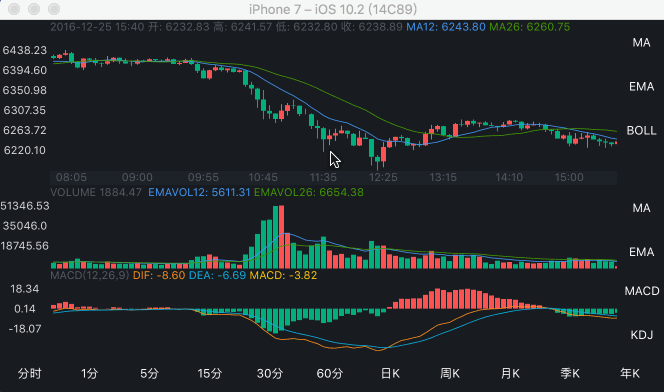 iPhone 7 – iOS 10.2 (14C89)
2016-12-25 15:40 开: 6232.83 高: 6241.57 低: 6232.80 收: 6238.89 MA12: 6243.80 MA26: 6260.75
MA
6438.23
6394.60
EMA
6350.98
6307.35
6263.72
BOLL
6220.10
08:05 09:00 09:55 10:45 11:35 12:25 13:15 14:10 15:00
VOLUME 1884.47 EMAVOL12: 5611.31 EMAVOL26: 6654.38
51346.53
MA
35046.0
18745.56
EMA
MACD(12,26,9) DIF: -8.60 DEA: -6.69 MACD: -3.82
18.34
MACD
0.14
-18.07
KDJ
分时 1分 5分 15分 30分 60分 日K 周K 月K 季K 年K